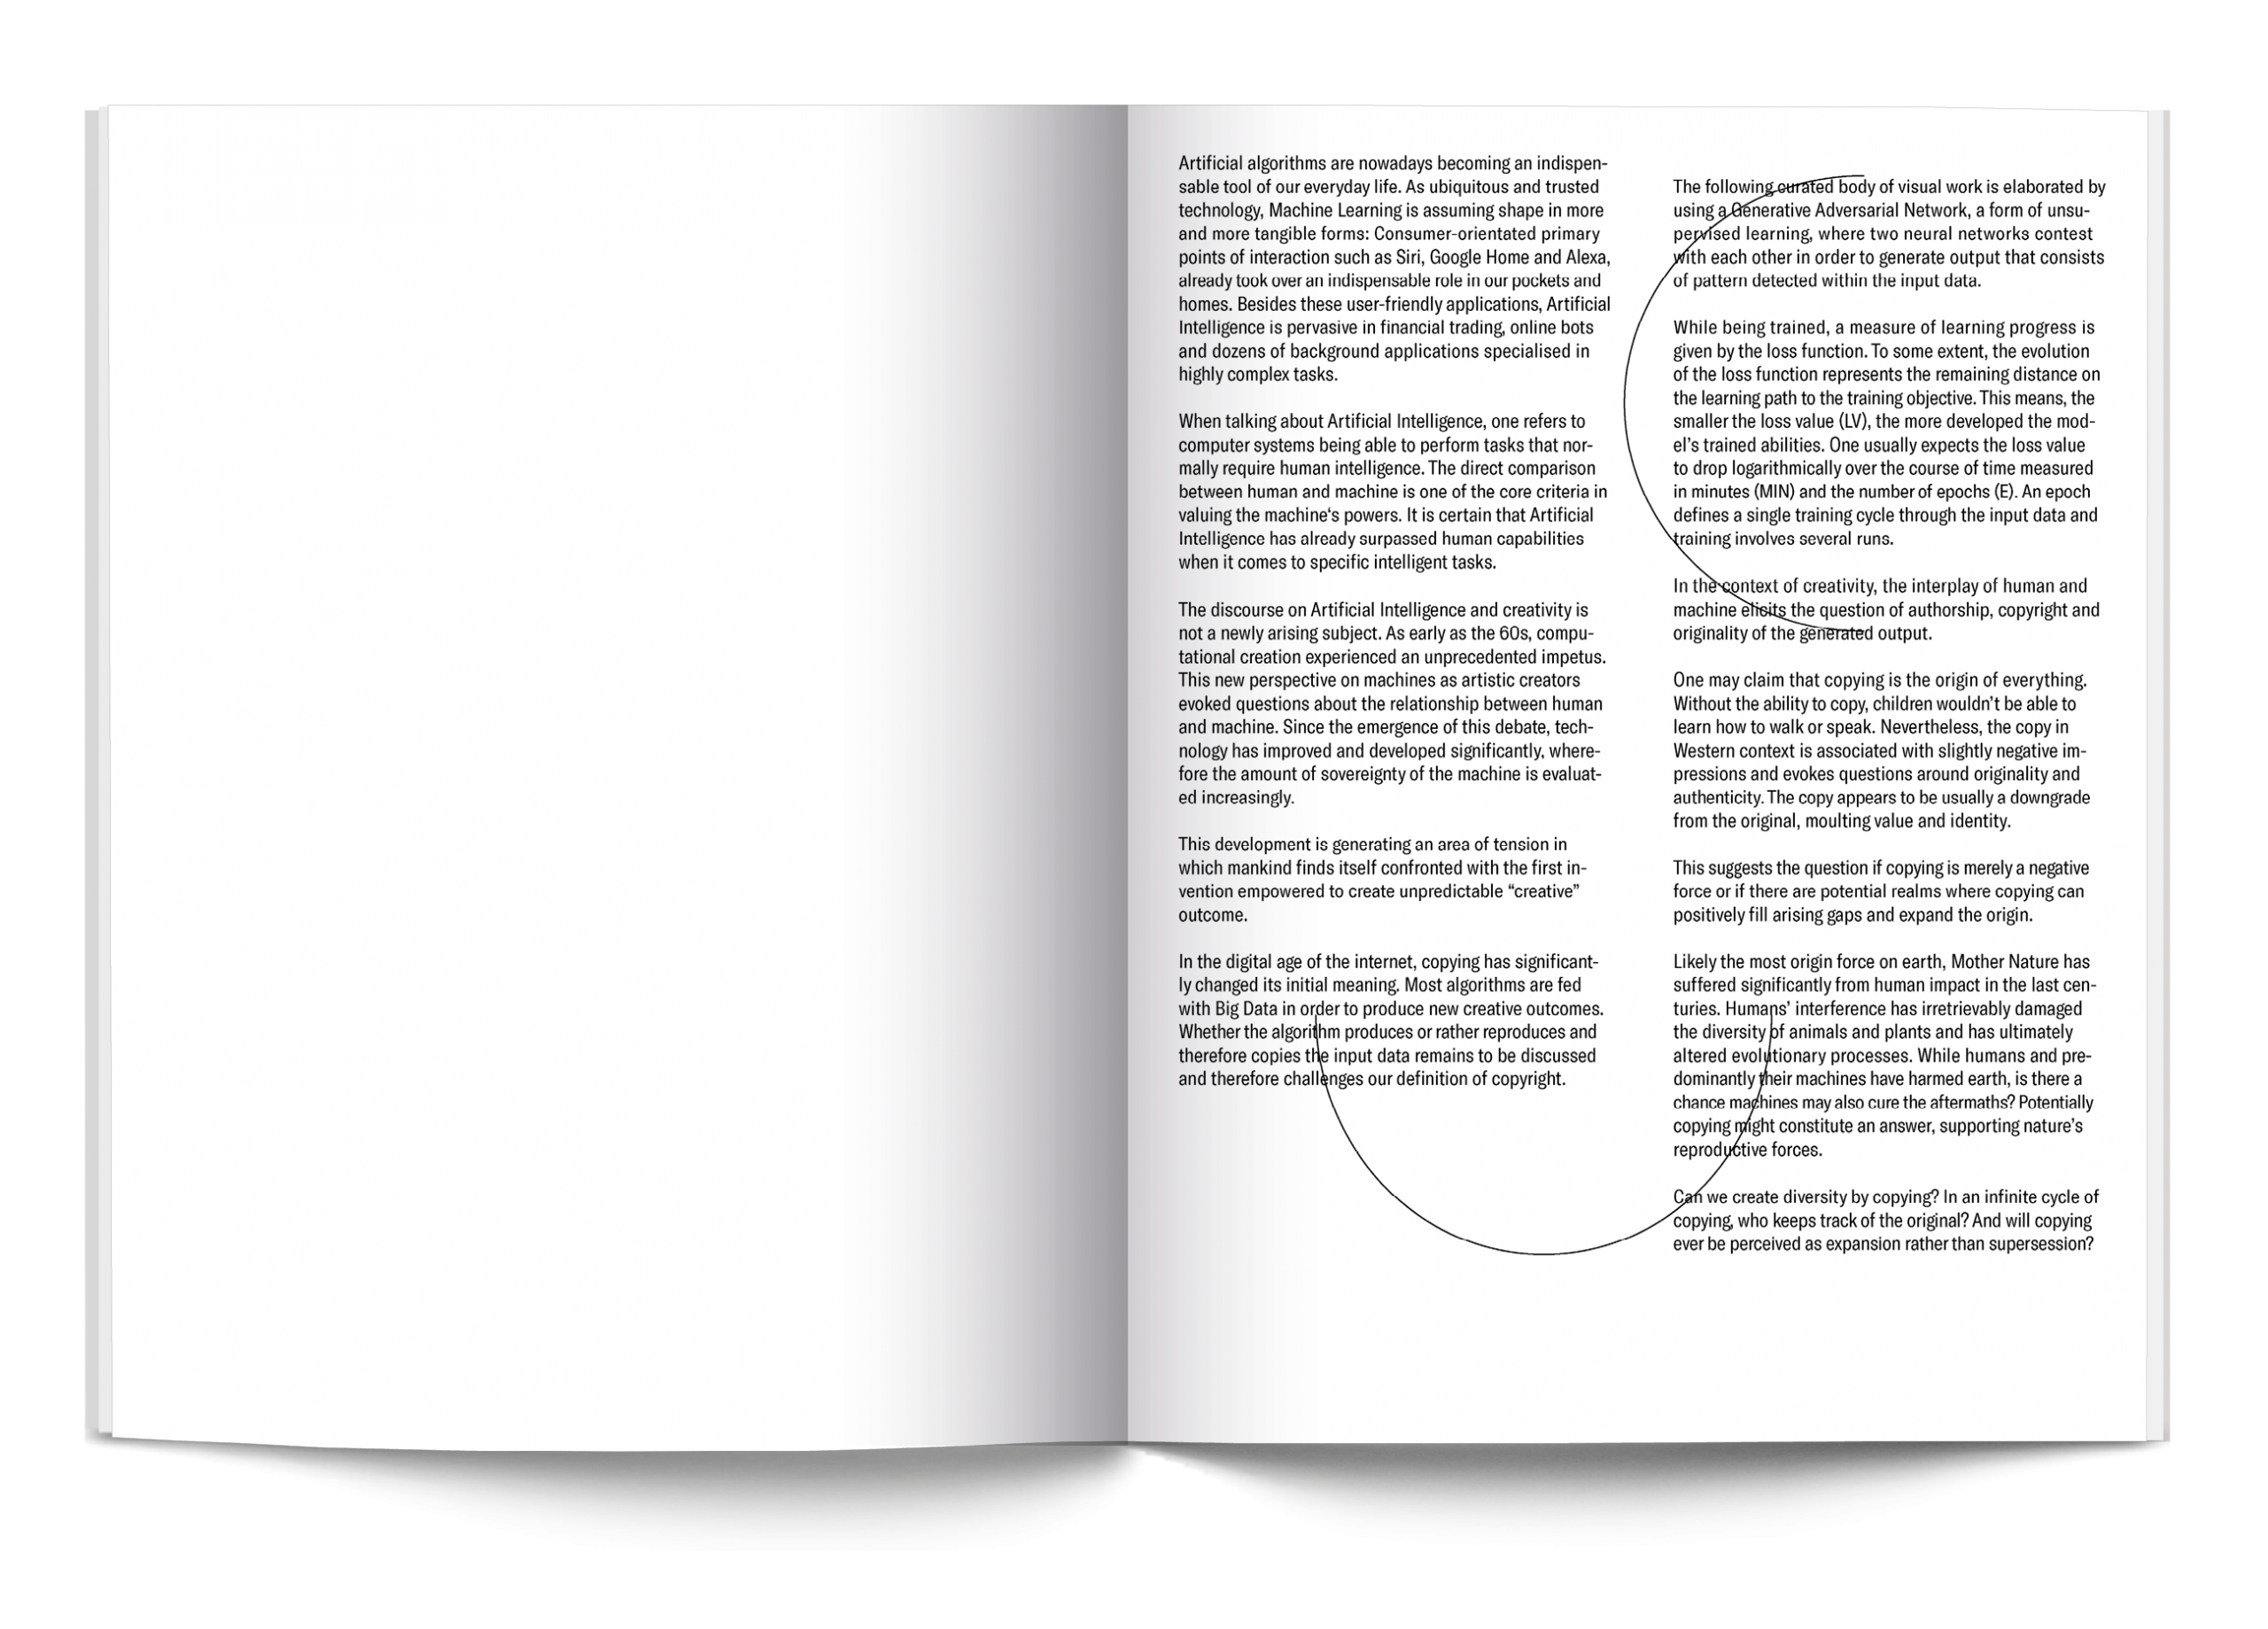 Artificial algorithms are nowadays becoming an indispen-
sable tool of our everyday life. As ubiquitous and trusted
technology, Machine Learning is assuming shape in more
and more tangible forms: Consumer-orientated primary
points of interaction such as Siri, Google Home and Alexa,
already took over an indispensable role in our pockets and
homes. Besides these user-friendly applications, Artificial
Intelligence is pervasive in financial trading, online bots
and dozens of background applications specialised in
highly complex tasks.
When talking about Artificial Intelligence, one refers to
computer systems being able to perform tasks that nor-
mally require human intelligence. The direct comparison
between human and machine is one of the core criteria in
valuing the machine‘s powers. It is certain that Artificial
Intelligence has already surpassed human capabilities
when it comes to specific intelligent tasks.
The discourse on Artificial Intelligence and creativity is
not a newly arising subject. As early as the 60s, compu-
tational creation experienced an unprecedented impetus.
This new perspective on machines as artistic creators
evoked questions about the relationship between human
and machine. Since the emergence of this debate, tech-
nology has improved and developed significantly, where-
fore the amount of sovereignty of the machine is evaluat-
ed increasingly.
This development is generating an area of tension in
which mankind finds itself confronted with the first in-
vention empowered to create unpredictable “creative”
outcome.
In the digital age of the internet, copying has significant-
ly changed its initial meaning. Most algorithms are fed
with Big Data in order to produce new creative outcomes.
Whether the algorithm produces or rather reproduces and
therefore copies the input data remains to be discussed
and therefore challenges our definition of copyright.
The following curated body of visual work is elaborated by
using a Generative Adversarial Network, a form of unsu-
pervised learning, where two neural networks contest
with each other in order to generate output that consists
of pattern detected within the input data.
While being trained, a measure of learning progress is
given by the loss function. To some extent, the evolution
of the loss function represents the remaining distance on
the learning path to the training objective. This means, the
smaller the loss value (LV), the more developed the mod-
el’s trained abilities. One usually expects the loss value
to drop logarithmically over the course of time measured
in minutes (MIN) and the number of epochs (E). An epoch
defines a single training cycle through the input data and
training involves several runs.
In the context of creativity, the interplay of human and
machine elicits the question of authorship, copyright and
originality of the generated output.
One may claim that copying is the origin of everything.
Without the ability to copy, children wouldn’t be able to
learn how to walk or speak. Nevertheless, the copy in
Western context is associated with slightly negative im-
pressions and evokes questions around originality and
authenticity. The copy appears to be usually a downgrade
from the original, moulting value and identity.
This suggests the question if copying is merely a negative
force or if there are potential realms where copying can
positively fill arising gaps and expand the origin.
Likely the most origin force on earth, Mother Nature has
suffered significantly from human impact in the last cen-
turies. Humans’ interference has irretrievably damaged
the diversity of animals and plants and has ultimately
altered evolutionary processes. While humans and pre-
dominantly their machines have harmed earth, is there a
chance machines may also cure the aftermaths? Potentially
copying might constitute an answer, supporting nature’s
reproductive forces.
Can we create diversity by copying? In an infinite cycle of
copying, who keeps track of the original? And will copying
ever be perceived as expansion rather than supersession?